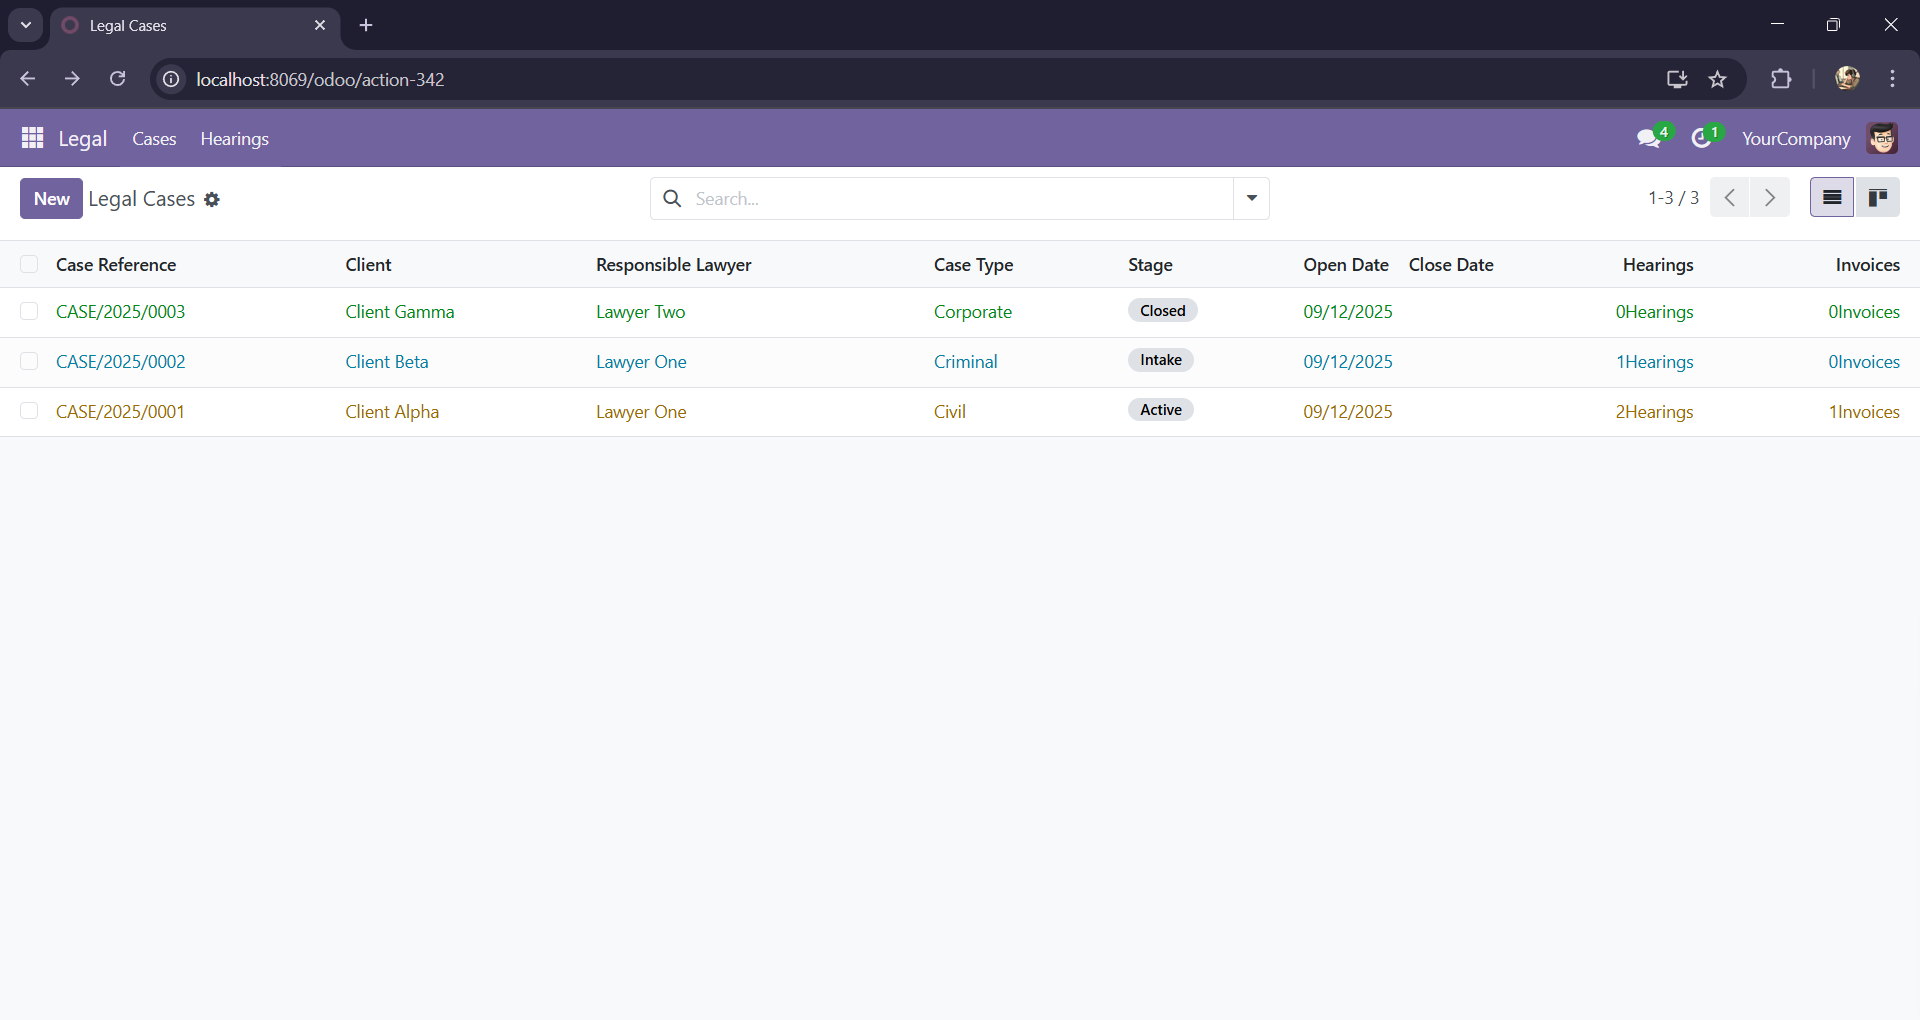 Legal Cases
localhost:8069/odoo/action-342
Legal Cases Hearings 4 1 YourCompany
New Legal Cases Search... 1-3 / 3
Case Reference Client Responsible Lawyer Case Type Stage Open Date Close Date Hearings Invoices
CASE/2025/0003 Client Gamma Lawyer Two Corporate Closed 09/12/2025 0Hearings 0Invoices
CASE/2025/0002 Client Beta Lawyer One Criminal Intake 09/12/2025 1Hearings 0Invoices
CASE/2025/0001 Client Alpha Lawyer One Civil Active 09/12/2025 2Hearings 1Invoices